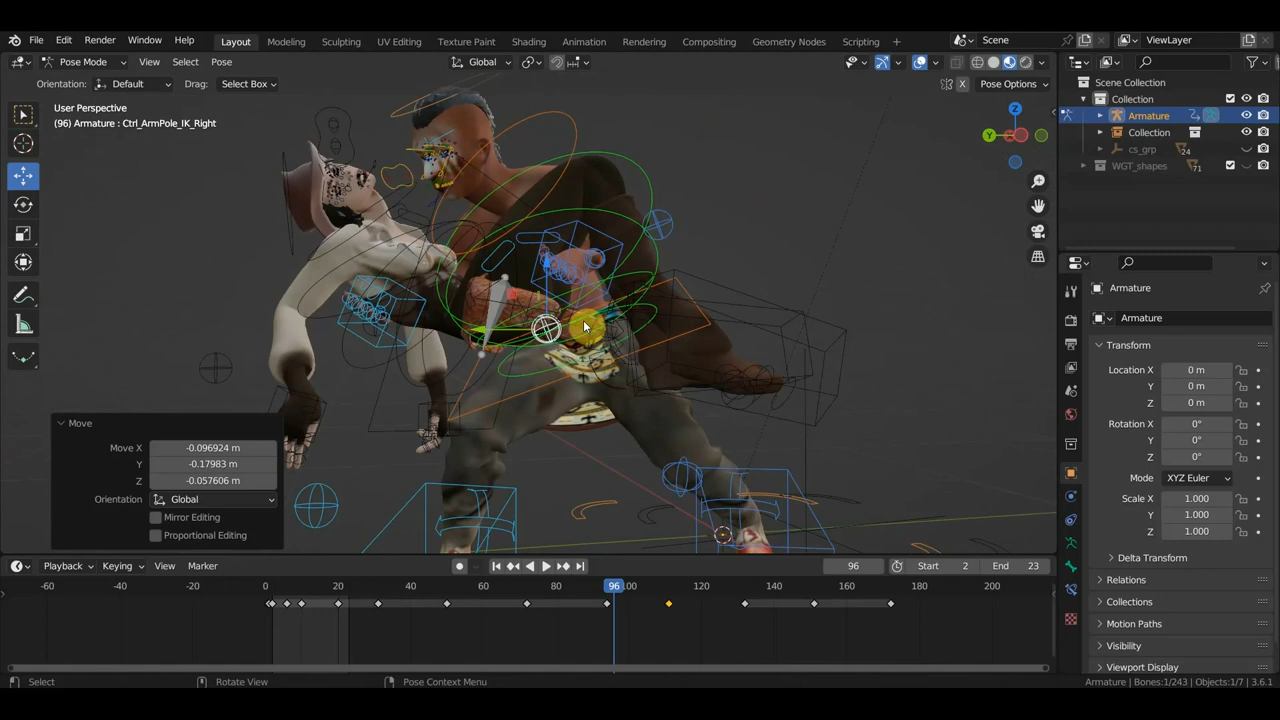 File Edit Render Window Help Layout Modeling Sculpting UV Editing Texture Paint Shading Animation Rendering Compositing Geometry Nodes Scripting + Scene ViewLayer
Pose Mode View Select Pose Global
Orientation: Default Drag: Select Box X Pose Options
User Perspective
(96) Armature : Ctrl_ArmPole_IK_Right
Z
Y
Move
Move X -0.096924 m
Y -0.17983 m
Z -0.057606 m
Orientation Global
Mirror Editing
Proportional Editing
Scene Collection
Collection
Armature
Collection
cs_grp 24
WGT_shapes 71
Armature
Armature
Transform
Location X 0 m
Y 0 m
Z 0 m
Rotation X 0°
Y 0°
Z 0°
Mode XYZ Euler
Scale X 1.000
Y 1.000
Z 1.000
Delta Transform
Relations
Collections
Motion Paths
Visibility
Viewport Display
Playback Keying View Marker 96 Start 2 End 23
-60 -40 -20 0 20 40 60 80 96 100 120 140 160 180 200
Select Rotate View Pose Context Menu Armature | Bones:1/243 | Objects:1/7 | 3.6.1